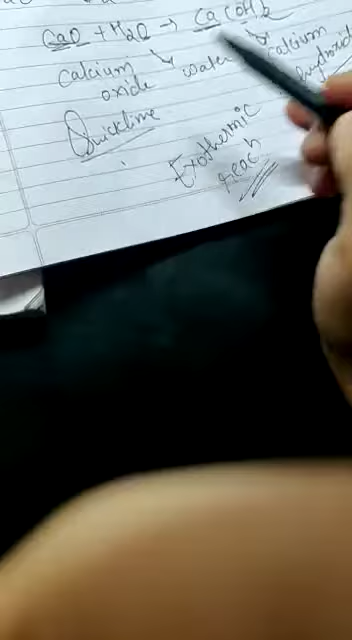 CaO + H2O → Ca(OH)2
calcium oxide water calcium
Quicklime
Exothermic
reacn